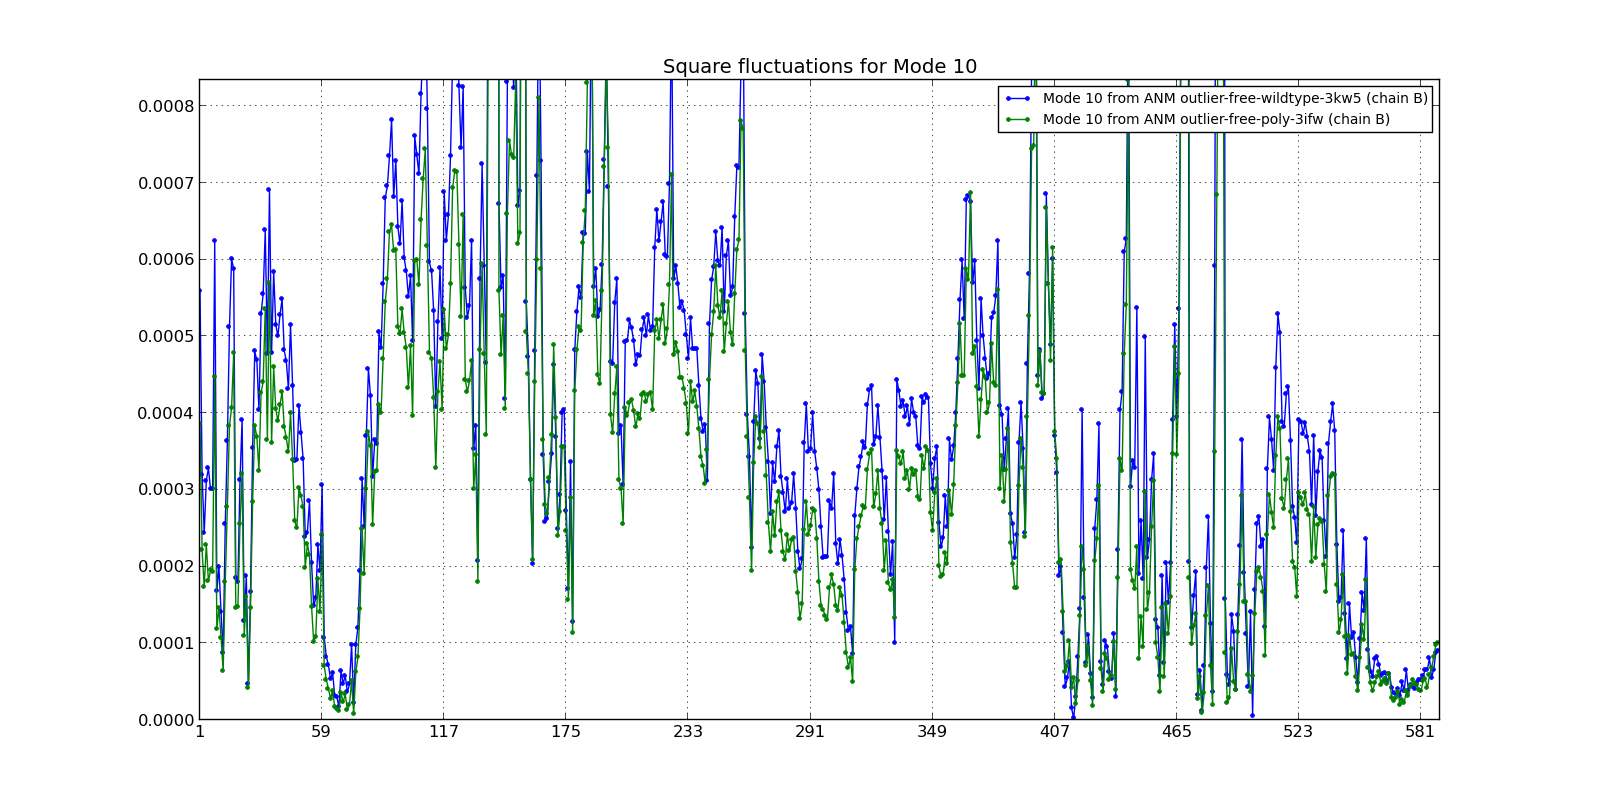 Square fluctuations for Mode 10
Mode 10 from ANM outlier-free-wildtype-3kw5 (chain B)
Mode 10 from ANM outlier-free-poly-3ifw (chain B)
0.0008
0.0007
0.0006
0.0005
0.0004
0.0003
0.0002
0.0001
0.0000
1 59 117 175 233 291 349 407 465 523 581